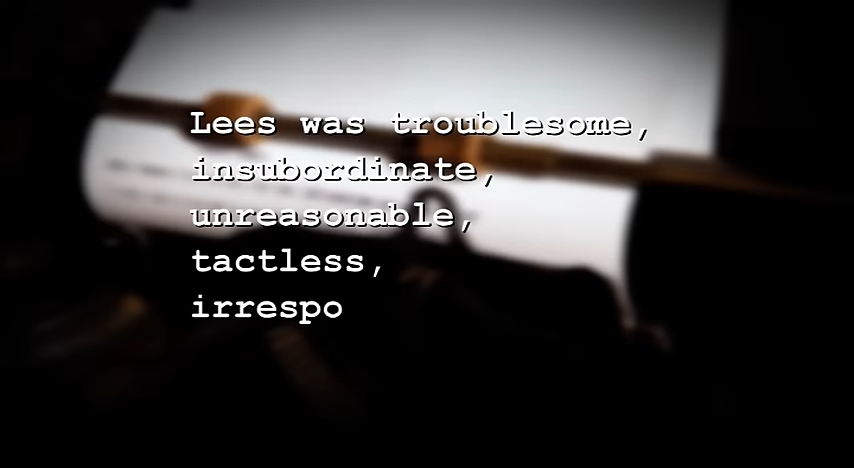 Lees was troublesome,
insubordinate,
unreasonable,
tactless,
irrespo